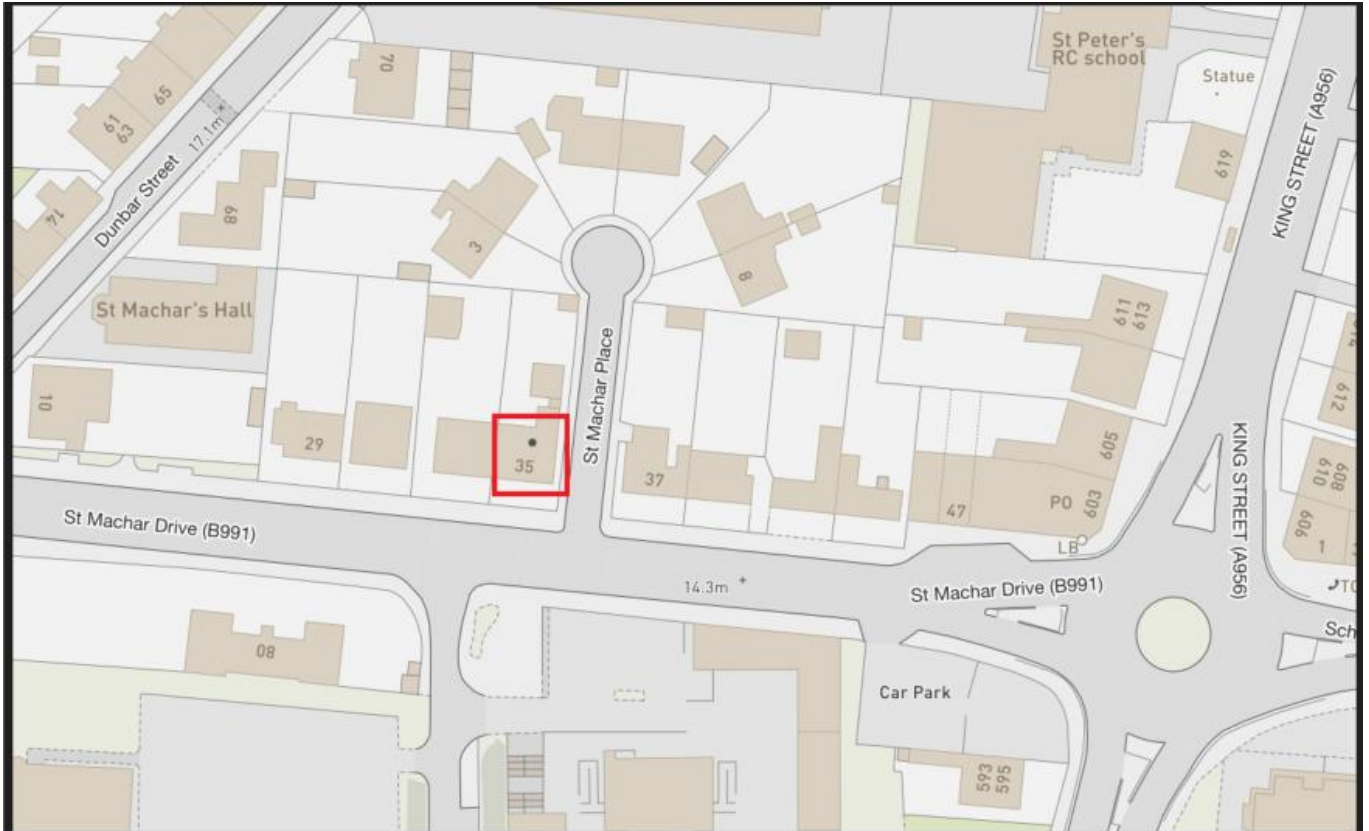 St Peter's
RC school
Statue
KING STREET (A956)
70
65
61
63
17.1m
Dunbar Street
14
68
3
8
619
St Machar's Hall
St Machar Place
611
613
612
10
29
35
37
47
PO
603
605
LB
KING STREET (A956)
608
610
606
1
St Machar Drive (B991)
14.3m
St Machar Drive (B991)
Sch
80
Car Park
593
595